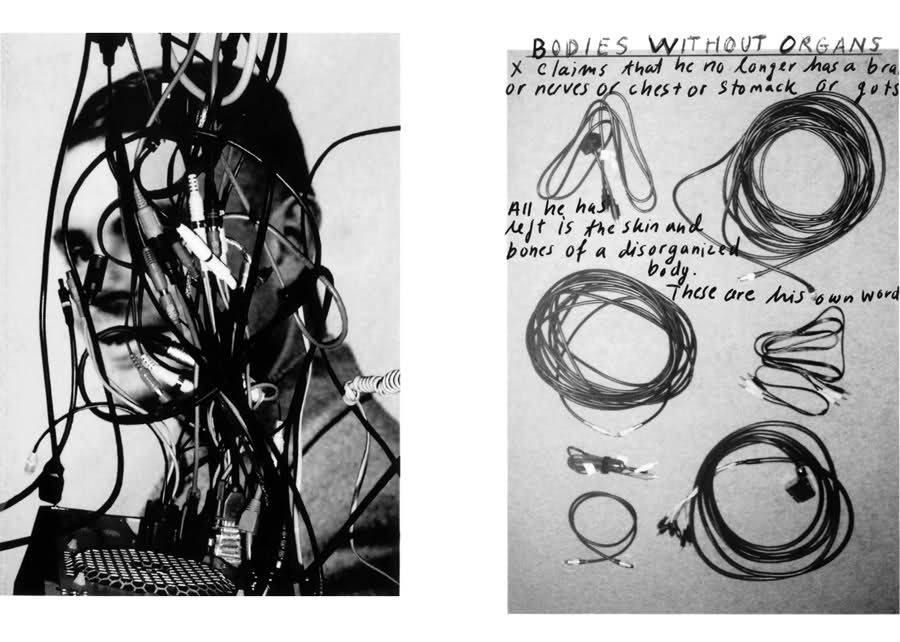 BODIES WITHOUT ORGANS
X claims that he no longer has a bra
or nerves or chest or stomack or guts
All he has
left is the skin and
bones of a disorganized
body.
These are his own word